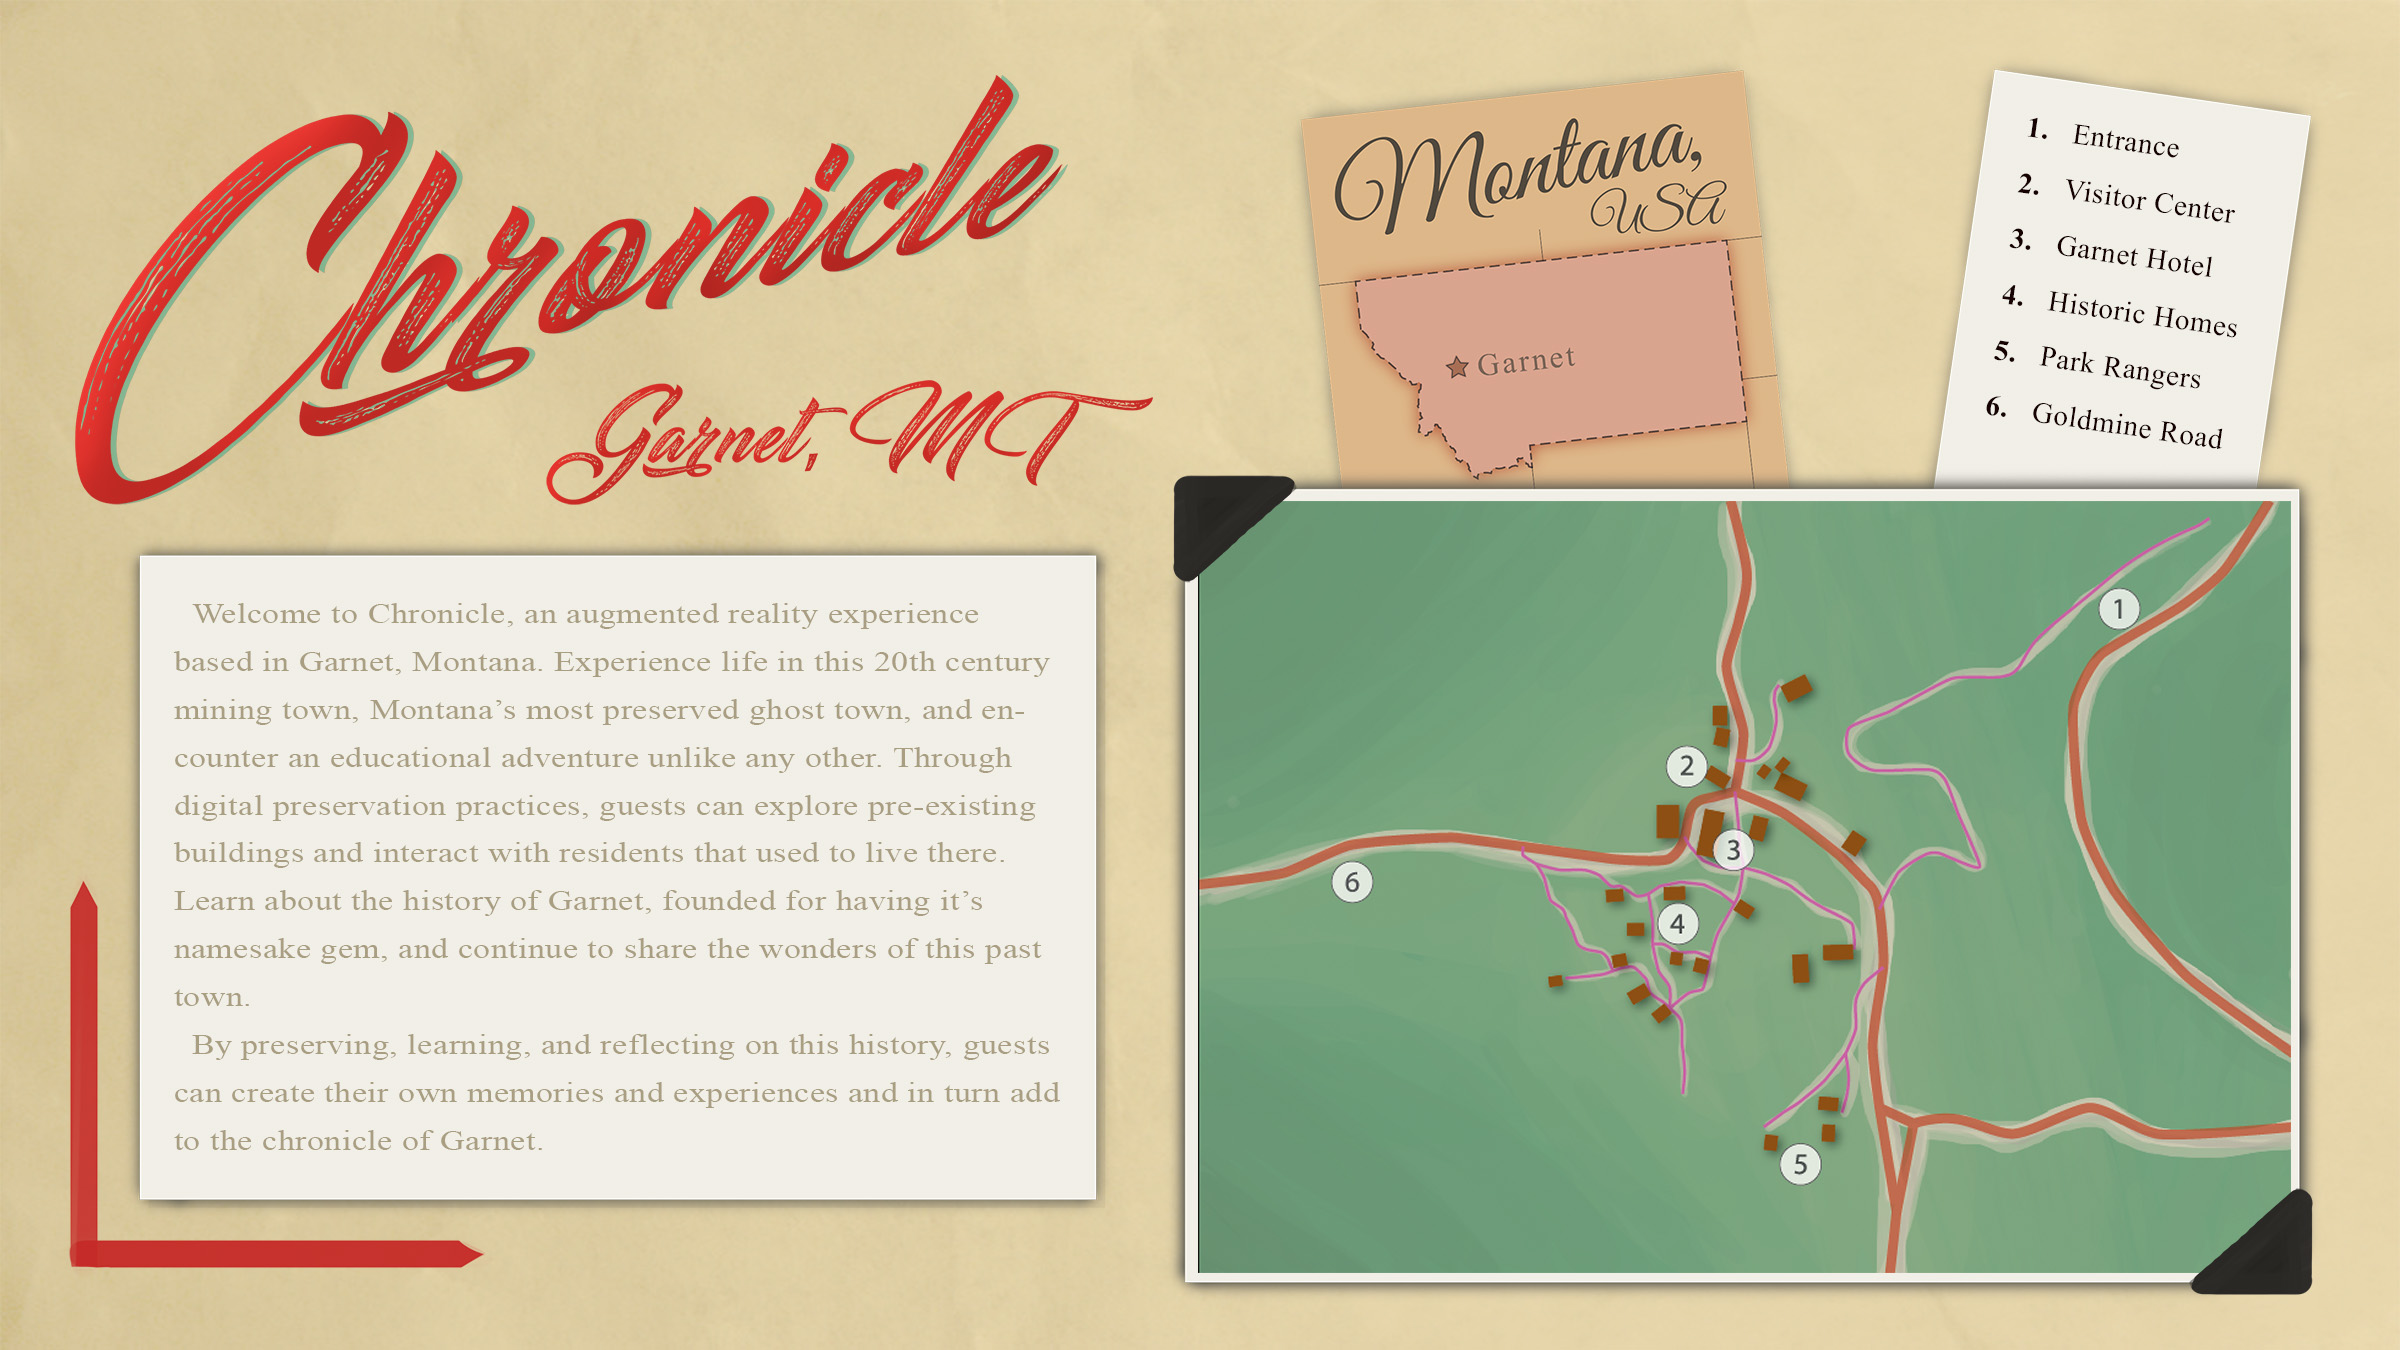 Chronicle
Garnet, MT
Welcome to Chronicle, an augmented reality experience
based in Garnet, Montana. Experience life in this 20th century
mining town, Montana’s most preserved ghost town, and en-
counter an educational adventure unlike any other. Through
digital preservation practices, guests can explore pre-existing
buildings and interact with residents that used to live there.
Learn about the history of Garnet, founded for having it’s
namesake gem, and continue to share the wonders of this past
town.
By preserving, learning, and reflecting on this history, guests
can create their own memories and experiences and in turn add
to the chronicle of Garnet.
Montana,
USA
Garnet
1. Entrance
2. Visitor Center
3. Garnet Hotel
4. Historic Homes
5. Park Rangers
6. Goldmine Road
1
2
3
6
4
5